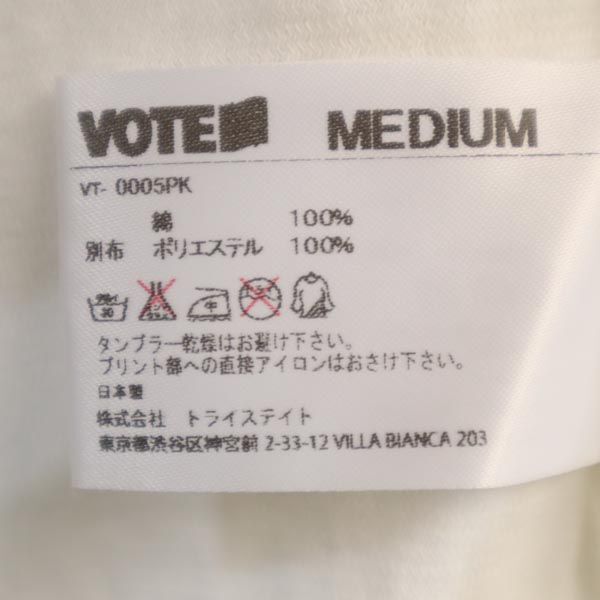 VOTE MEDIUM
VT- 0005PK
綿 100%
別布 ポリエステル 100%
タンブラー乾燥はお避け下さい。
プリント部への直接アイロンはおさけ下さい。
日本製
株式会社 トライステイト
東京都渋谷区神宮前 2-33-12 VILLA BIANCA 203